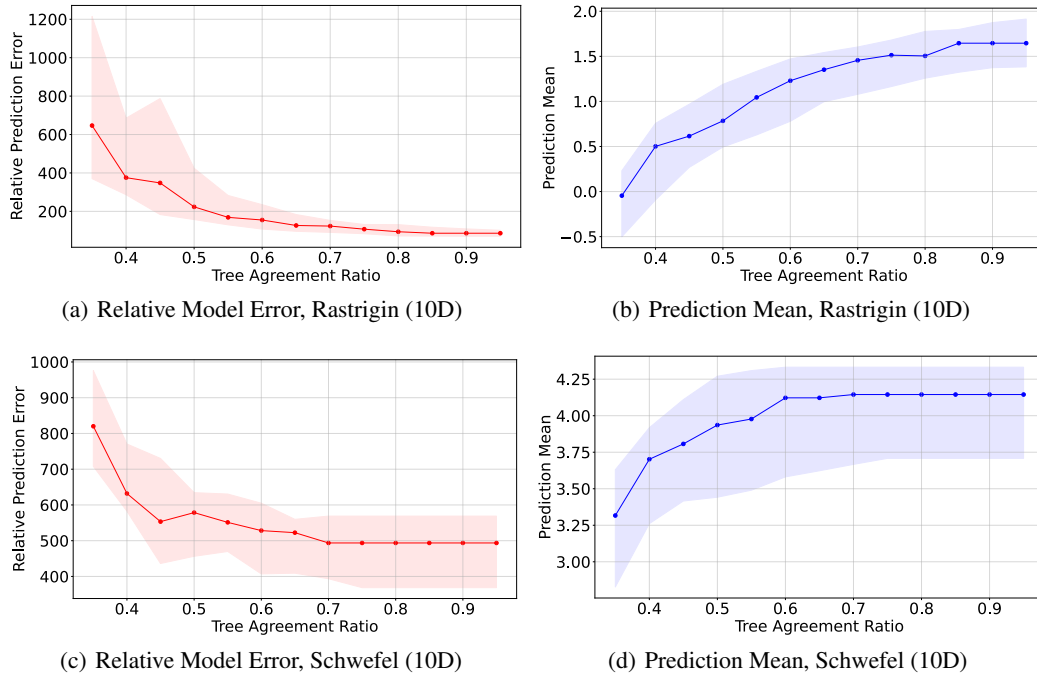 1200
1000
800
600
400
200
0.4 0.5 0.6 0.7 0.8 0.9
Tree Agreement Ratio
Relative Prediction Error
(a) Relative Model Error, Rastrigin (10D)
2.0
1.5
1.0
0.5
0.0
−0.5
0.4 0.5 0.6 0.7 0.8 0.9
Tree Agreement Ratio
Prediction Mean
(b) Prediction Mean, Rastrigin (10D)
1000
900
800
700
600
500
400
0.4 0.5 0.6 0.7 0.8 0.9
Tree Agreement Ratio
Relative Prediction Error
(c) Relative Model Error, Schwefel (10D)
4.25
4.00
3.75
3.50
3.25
3.00
0.4 0.5 0.6 0.7 0.8 0.9
Tree Agreement Ratio
Prediction Mean
(d) Prediction Mean, Schwefel (10D)